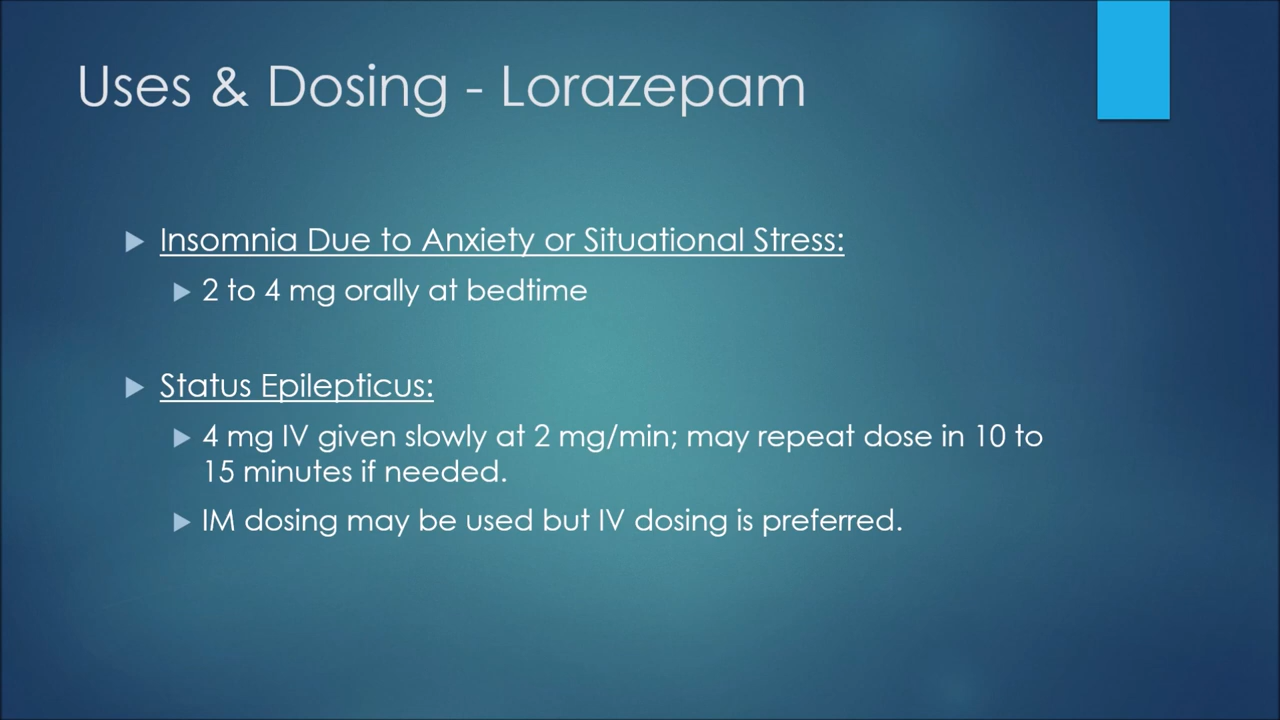 Uses & Dosing - Lorazepam
Insomnia Due to Anxiety or Situational Stress:
2 to 4 mg orally at bedtime
Status Epilepticus:
4 mg IV given slowly at 2 mg/min; may repeat dose in 10 to
15 minutes if needed.
IM dosing may be used but IV dosing is preferred.